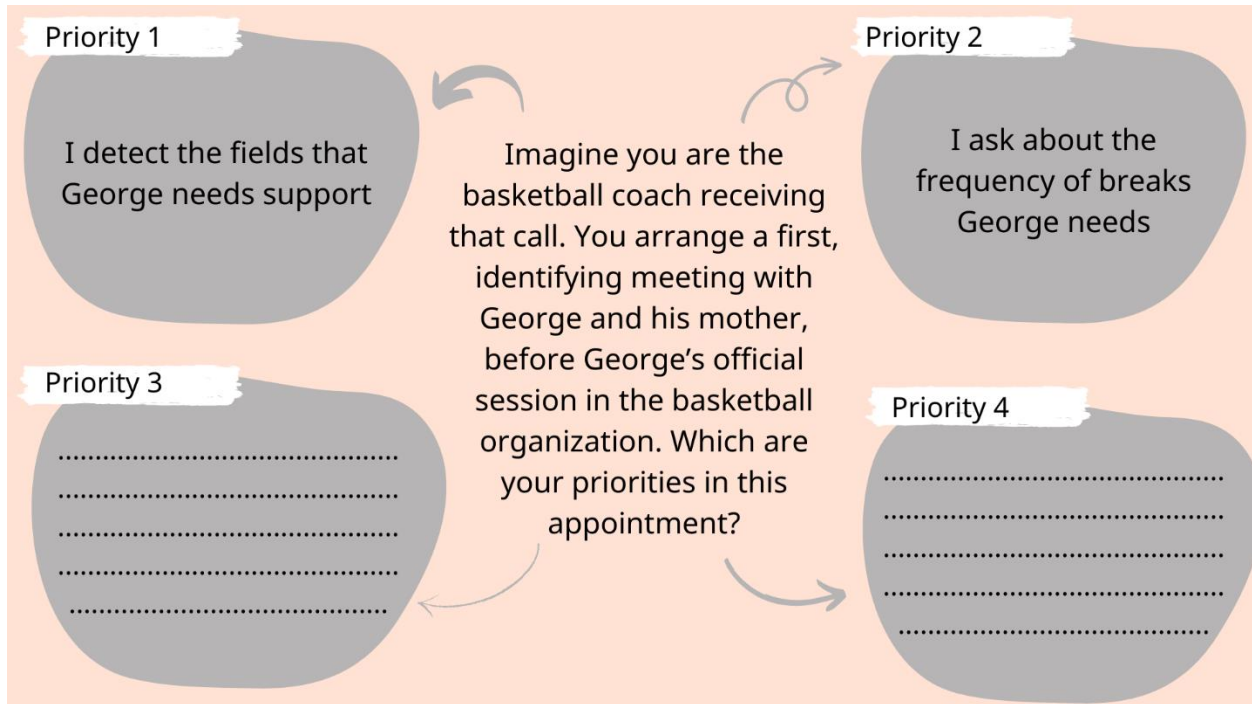 Priority 1
I detect the fields that
George needs support
Priority 2
I ask about the
frequency of breaks
George needs
Imagine you are the
basketball coach receiving
that call. You arrange a first,
identifying meeting with
George and his mother,
before George’s official
session in the basketball
organization. Which are
your priorities in this
appointment?
Priority 3
.....................................................
.....................................................
.....................................................
.....................................................
..................................................
Priority 4
.....................................................
.....................................................
.....................................................
.....................................................
.................................................